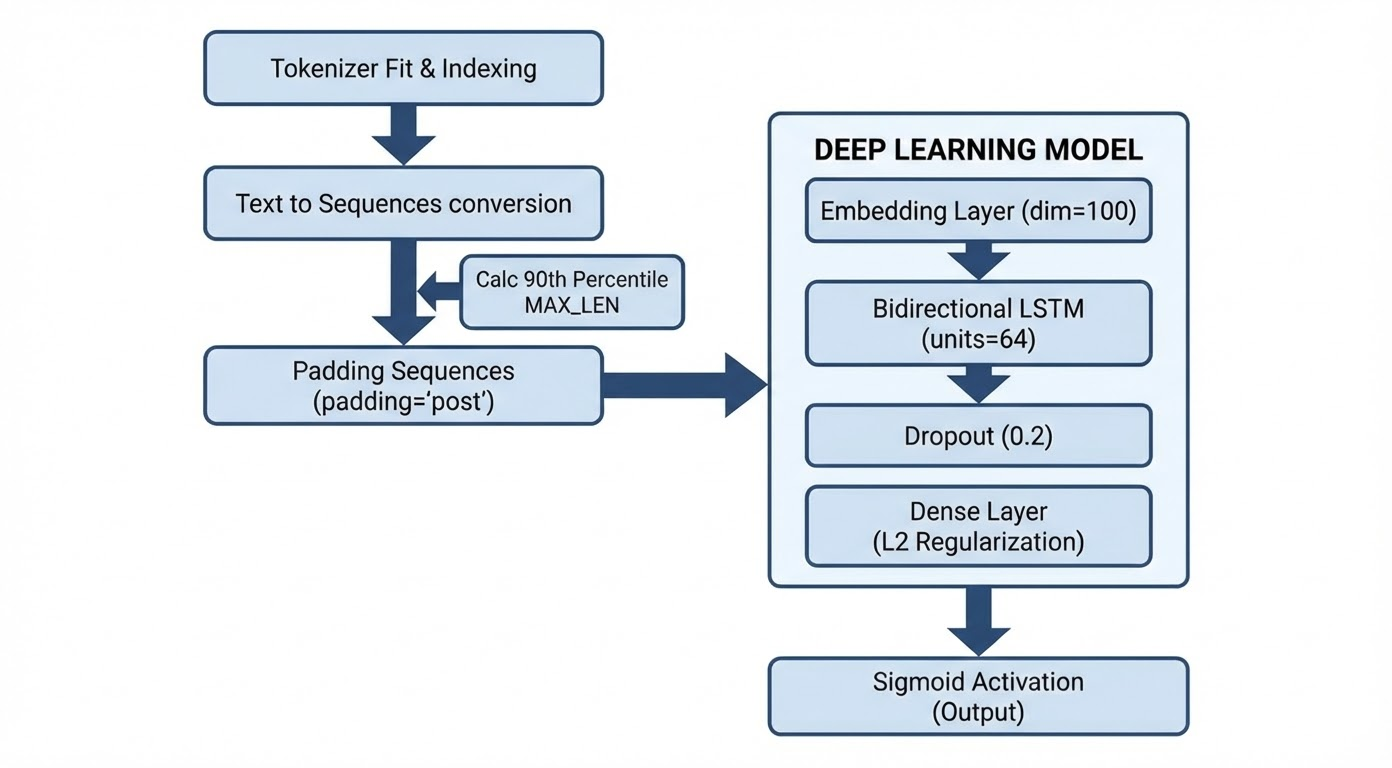 Tokenizer Fit & Indexing
Text to Sequences conversion
Calc 90th Percentile
MAX_LEN
Padding Sequences
(padding=‘post’)
DEEP LEARNING MODEL
Embedding Layer (dim=100)
Bidirectional LSTM
(units=64)
Dropout (0.2)
Dense Layer
(L2 Regularization)
Sigmoid Activation
(Output)